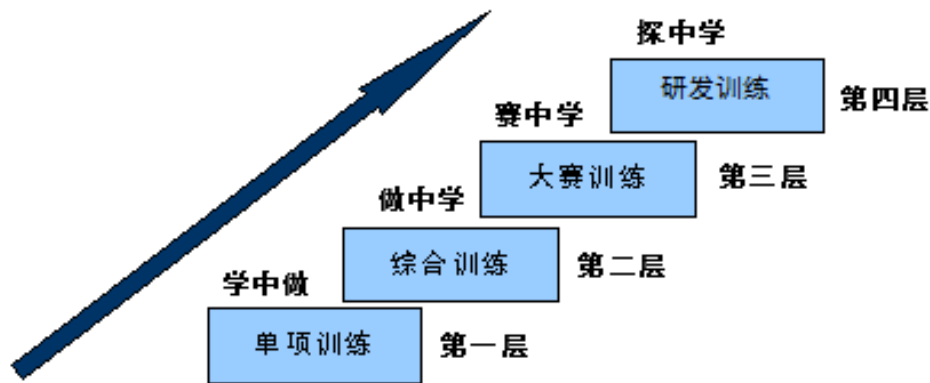 探中学
研发训练
第四层
赛中学
大赛训练
第三层
做中学
综合训练
第二层
学中做
单项训练
第一层